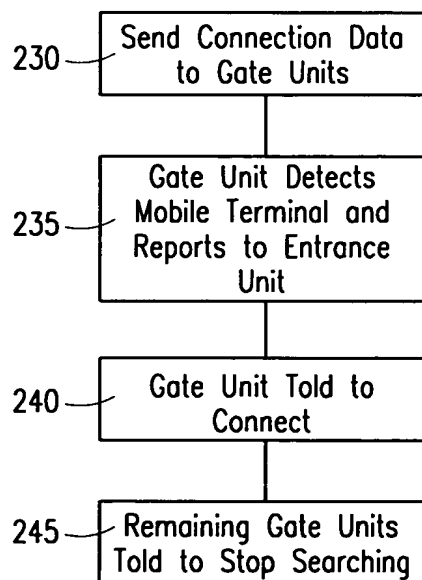 230
Send Connection Data
to Gate Units
235
Gate Unit Detects
Mobile Terminal and
Reports to Entrance
Unit
240
Gate Unit Told to
Connect
245
Remaining Gate Units
Told to Stop Searching